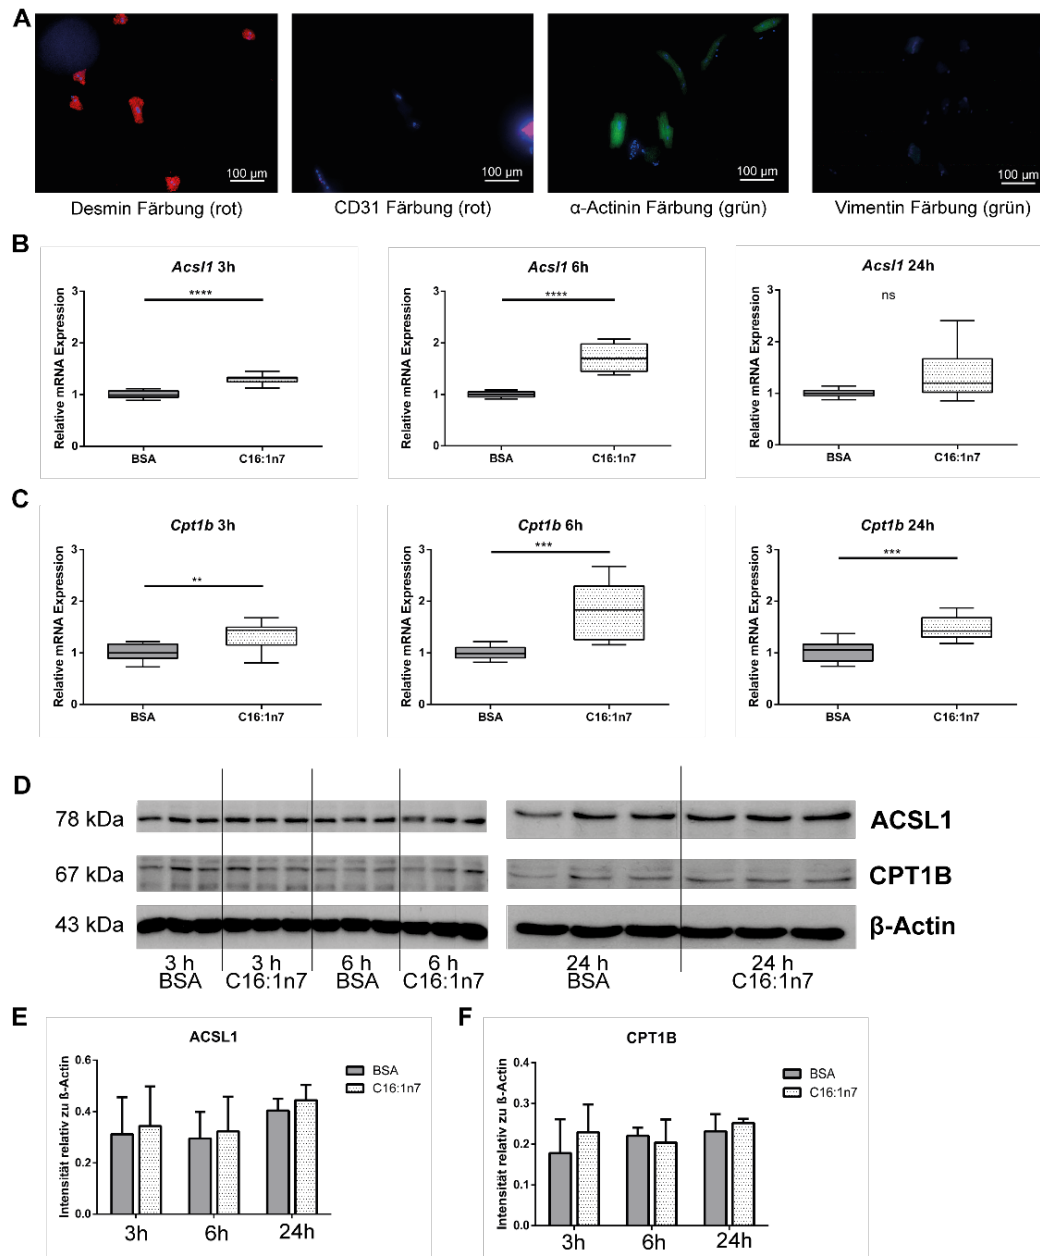 A
100 µm
100 µm
100 µm
100 µm
Desmin Färbung (rot)
CD31 Färbung (rot)
α-Actinin Färbung (grün)
Vimentin Färbung (grün)
B
Acsl1 3h
Relative mRNA Expression
3
2
1
0
****
BSA
C16:1n7
Acsl1 6h
Relative mRNA Expression
3
2
1
0
****
BSA
C16:1n7
Acsl1 24h
Relative mRNA Expression
3
2
1
0
ns
BSA
C16:1n7
C
Cpt1b 3h
Relative mRNA Expression
3
2
1
0
**
BSA
C16:1n7
Cpt1b 6h
Relative mRNA Expression
3
2
1
0
***
BSA
C16:1n7
Cpt1b 24h
Relative mRNA Expression
3
2
1
0
***
BSA
C16:1n7
D
78 kDa
ACSL1
67 kDa
CPT1B
43 kDa
β-Actin
3 h
BSA
3 h
C16:1n7
6 h
BSA
6 h
C16:1n7
24 h
BSA
24 h
C16:1n7
E
ACSL1
Intensität relativ zu ß-Actin
0.6
0.4
0.2
0.0
3h
6h
24h
BSA
C16:1n7
F
CPT1B
Intensität relativ zu ß-Actin
0.4
0.3
0.2
0.1
0.0
3h
6h
24h
BSA
C16:1n7